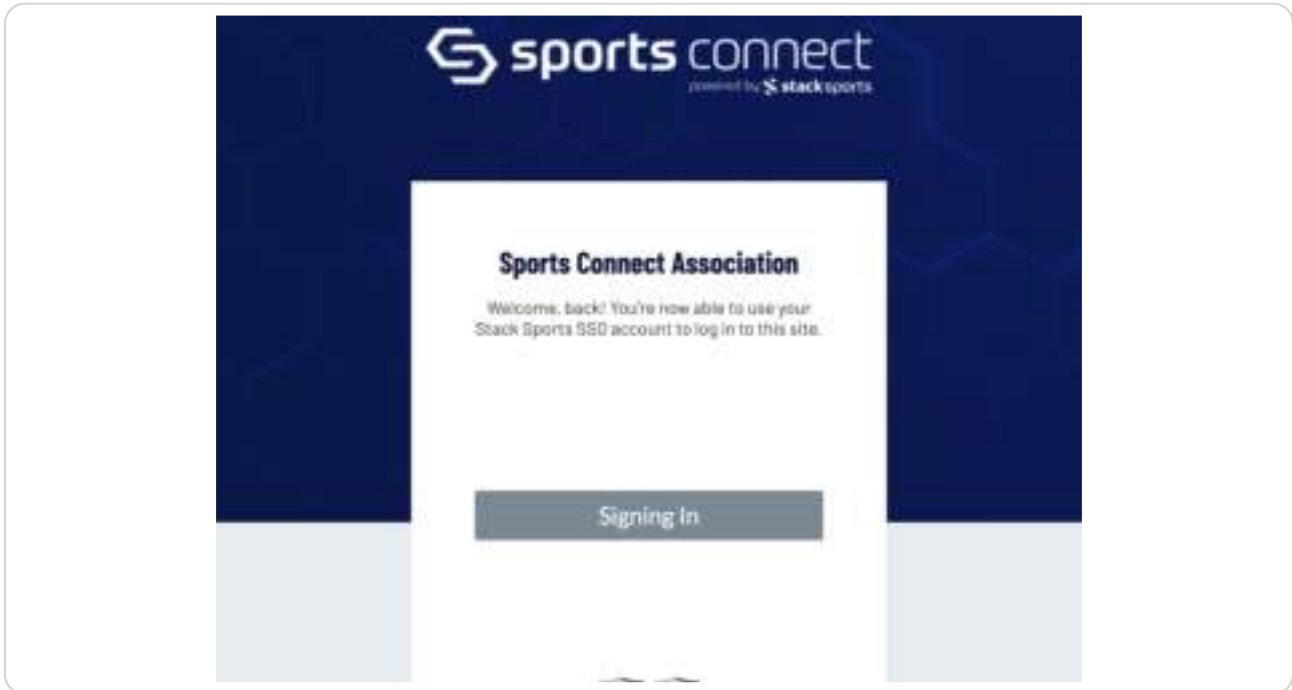 sports connect
powered by stack sports
Sports Connect Association
Welcome, back! You're now able to use your
Stack Sports SSO account to log in to this site.
Signing In